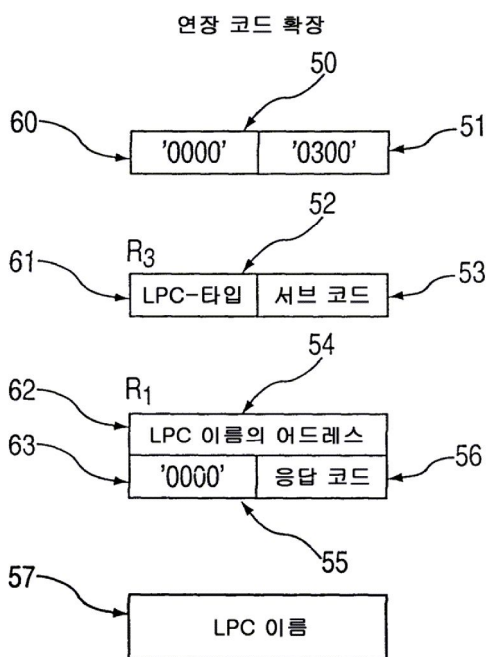 연장 코드 확장
50
60
'0000' '0300'
51
52
R3
61
LPC-타입 서브 코드
53
54
R1
62
LPC 이름의 어드레스
63
'0000' 응답 코드
56
55
57
LPC 이름